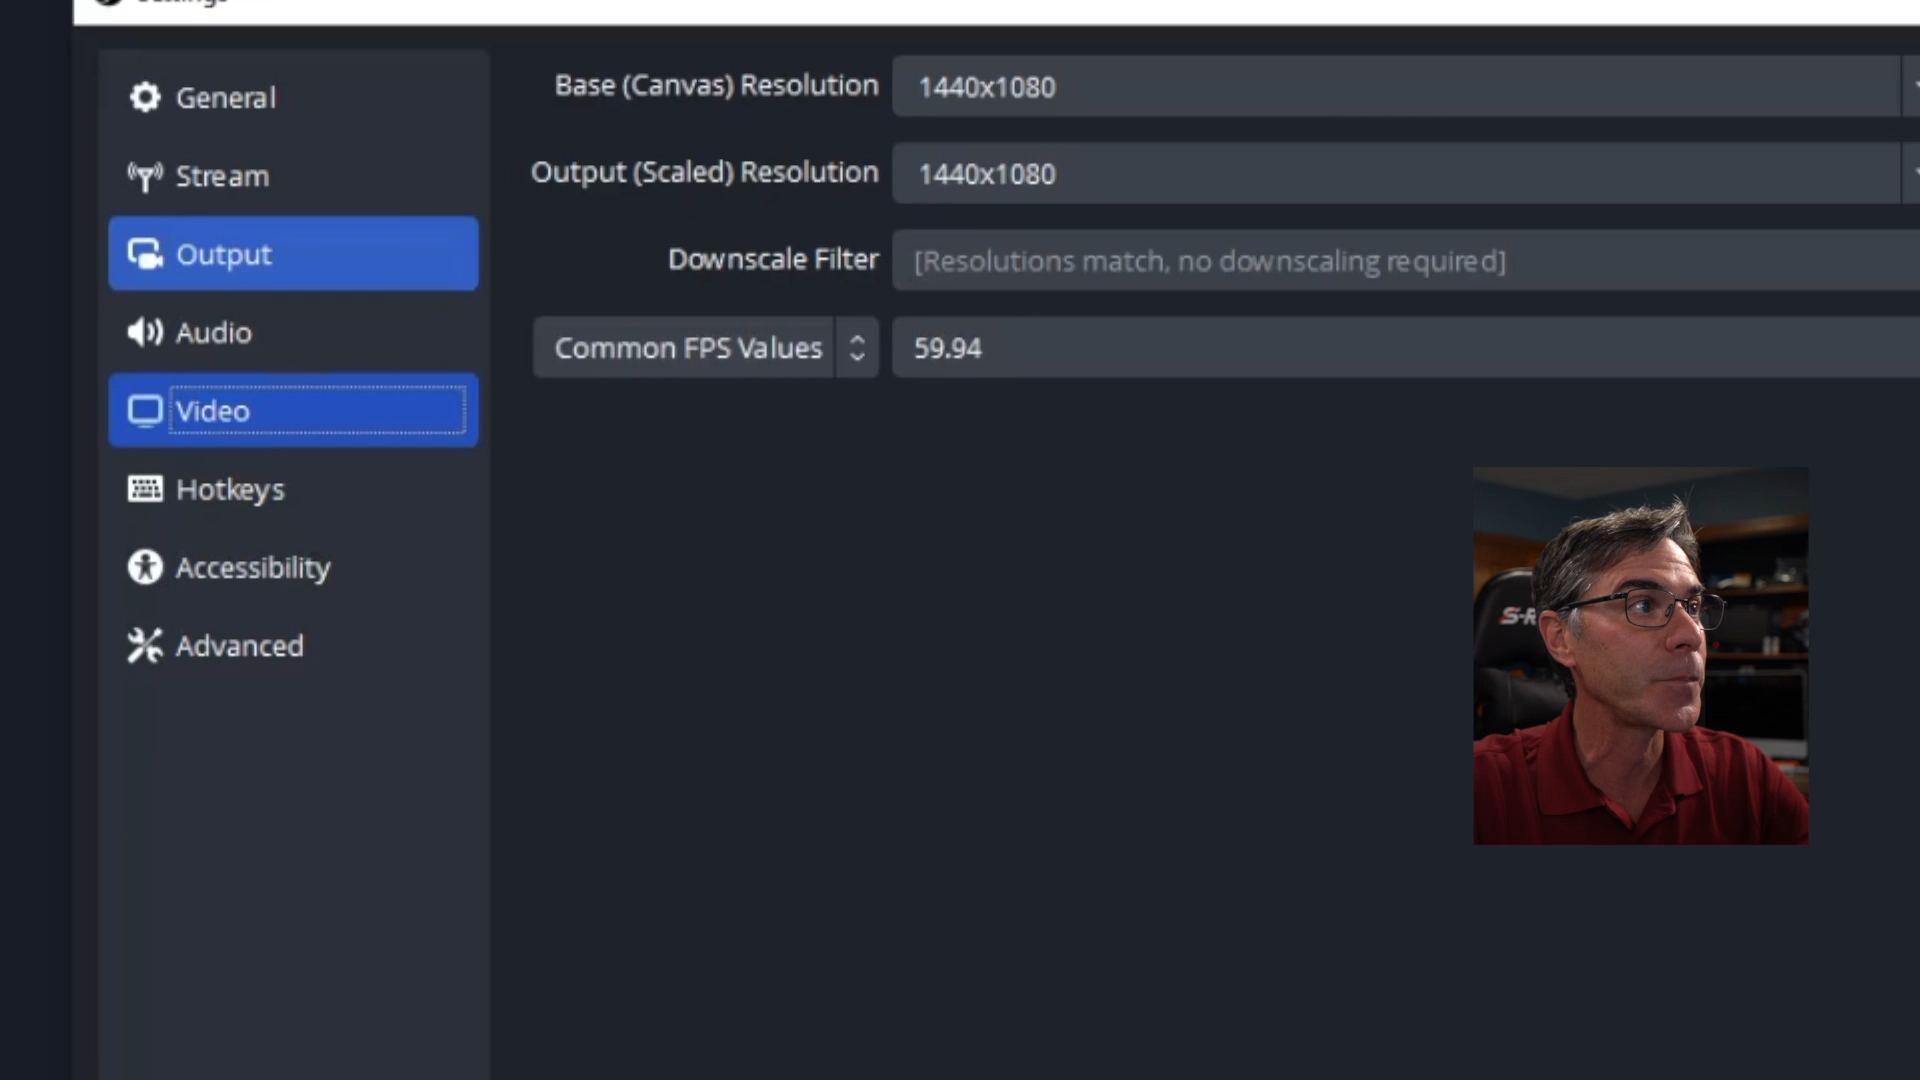 Settings
General
Stream
Output
Audio
Video
Hotkeys
Accessibility
Advanced
Base (Canvas) Resolution 1440x1080
Output (Scaled) Resolution 1440x1080
Downscale Filter [Resolutions match, no downscaling required]
Common FPS Values 59.94
S-R